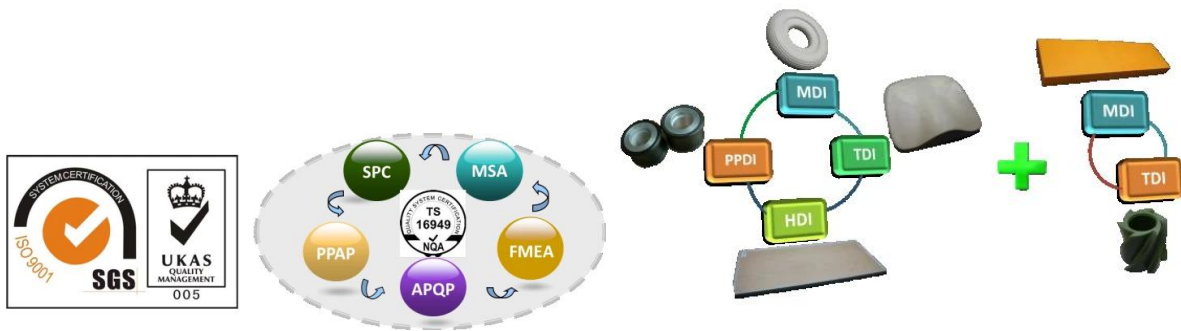 SYSTEM CERTIFICATION
ISO 9001
SGS
UKAS
QUALITY
MANAGEMENT
005
SPC
MSA
PPAP
FMEA
APQP
QUALITY SYSTEM CERTIFICATION
TS
16949
NQA
MDI
PPDI
TDI
HDI
MDI
TDI